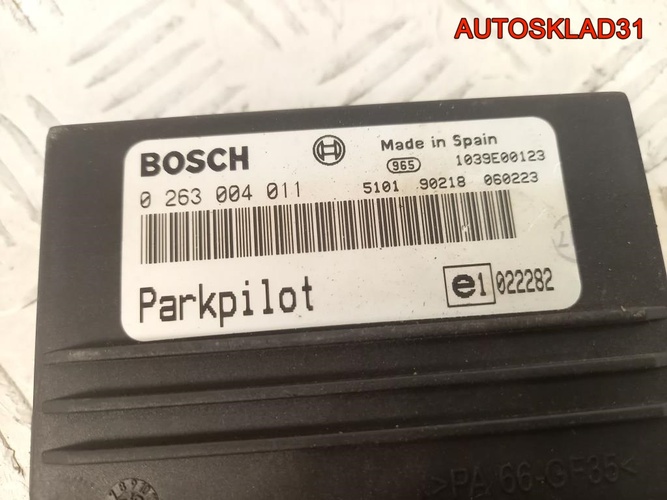 AUTOSKLAD31
BOSCH
Made in Spain
965 1039E00123
0 263 004 011 5101 90218 060223
Parkpilot
e1 022282
>PA 66-GF35<